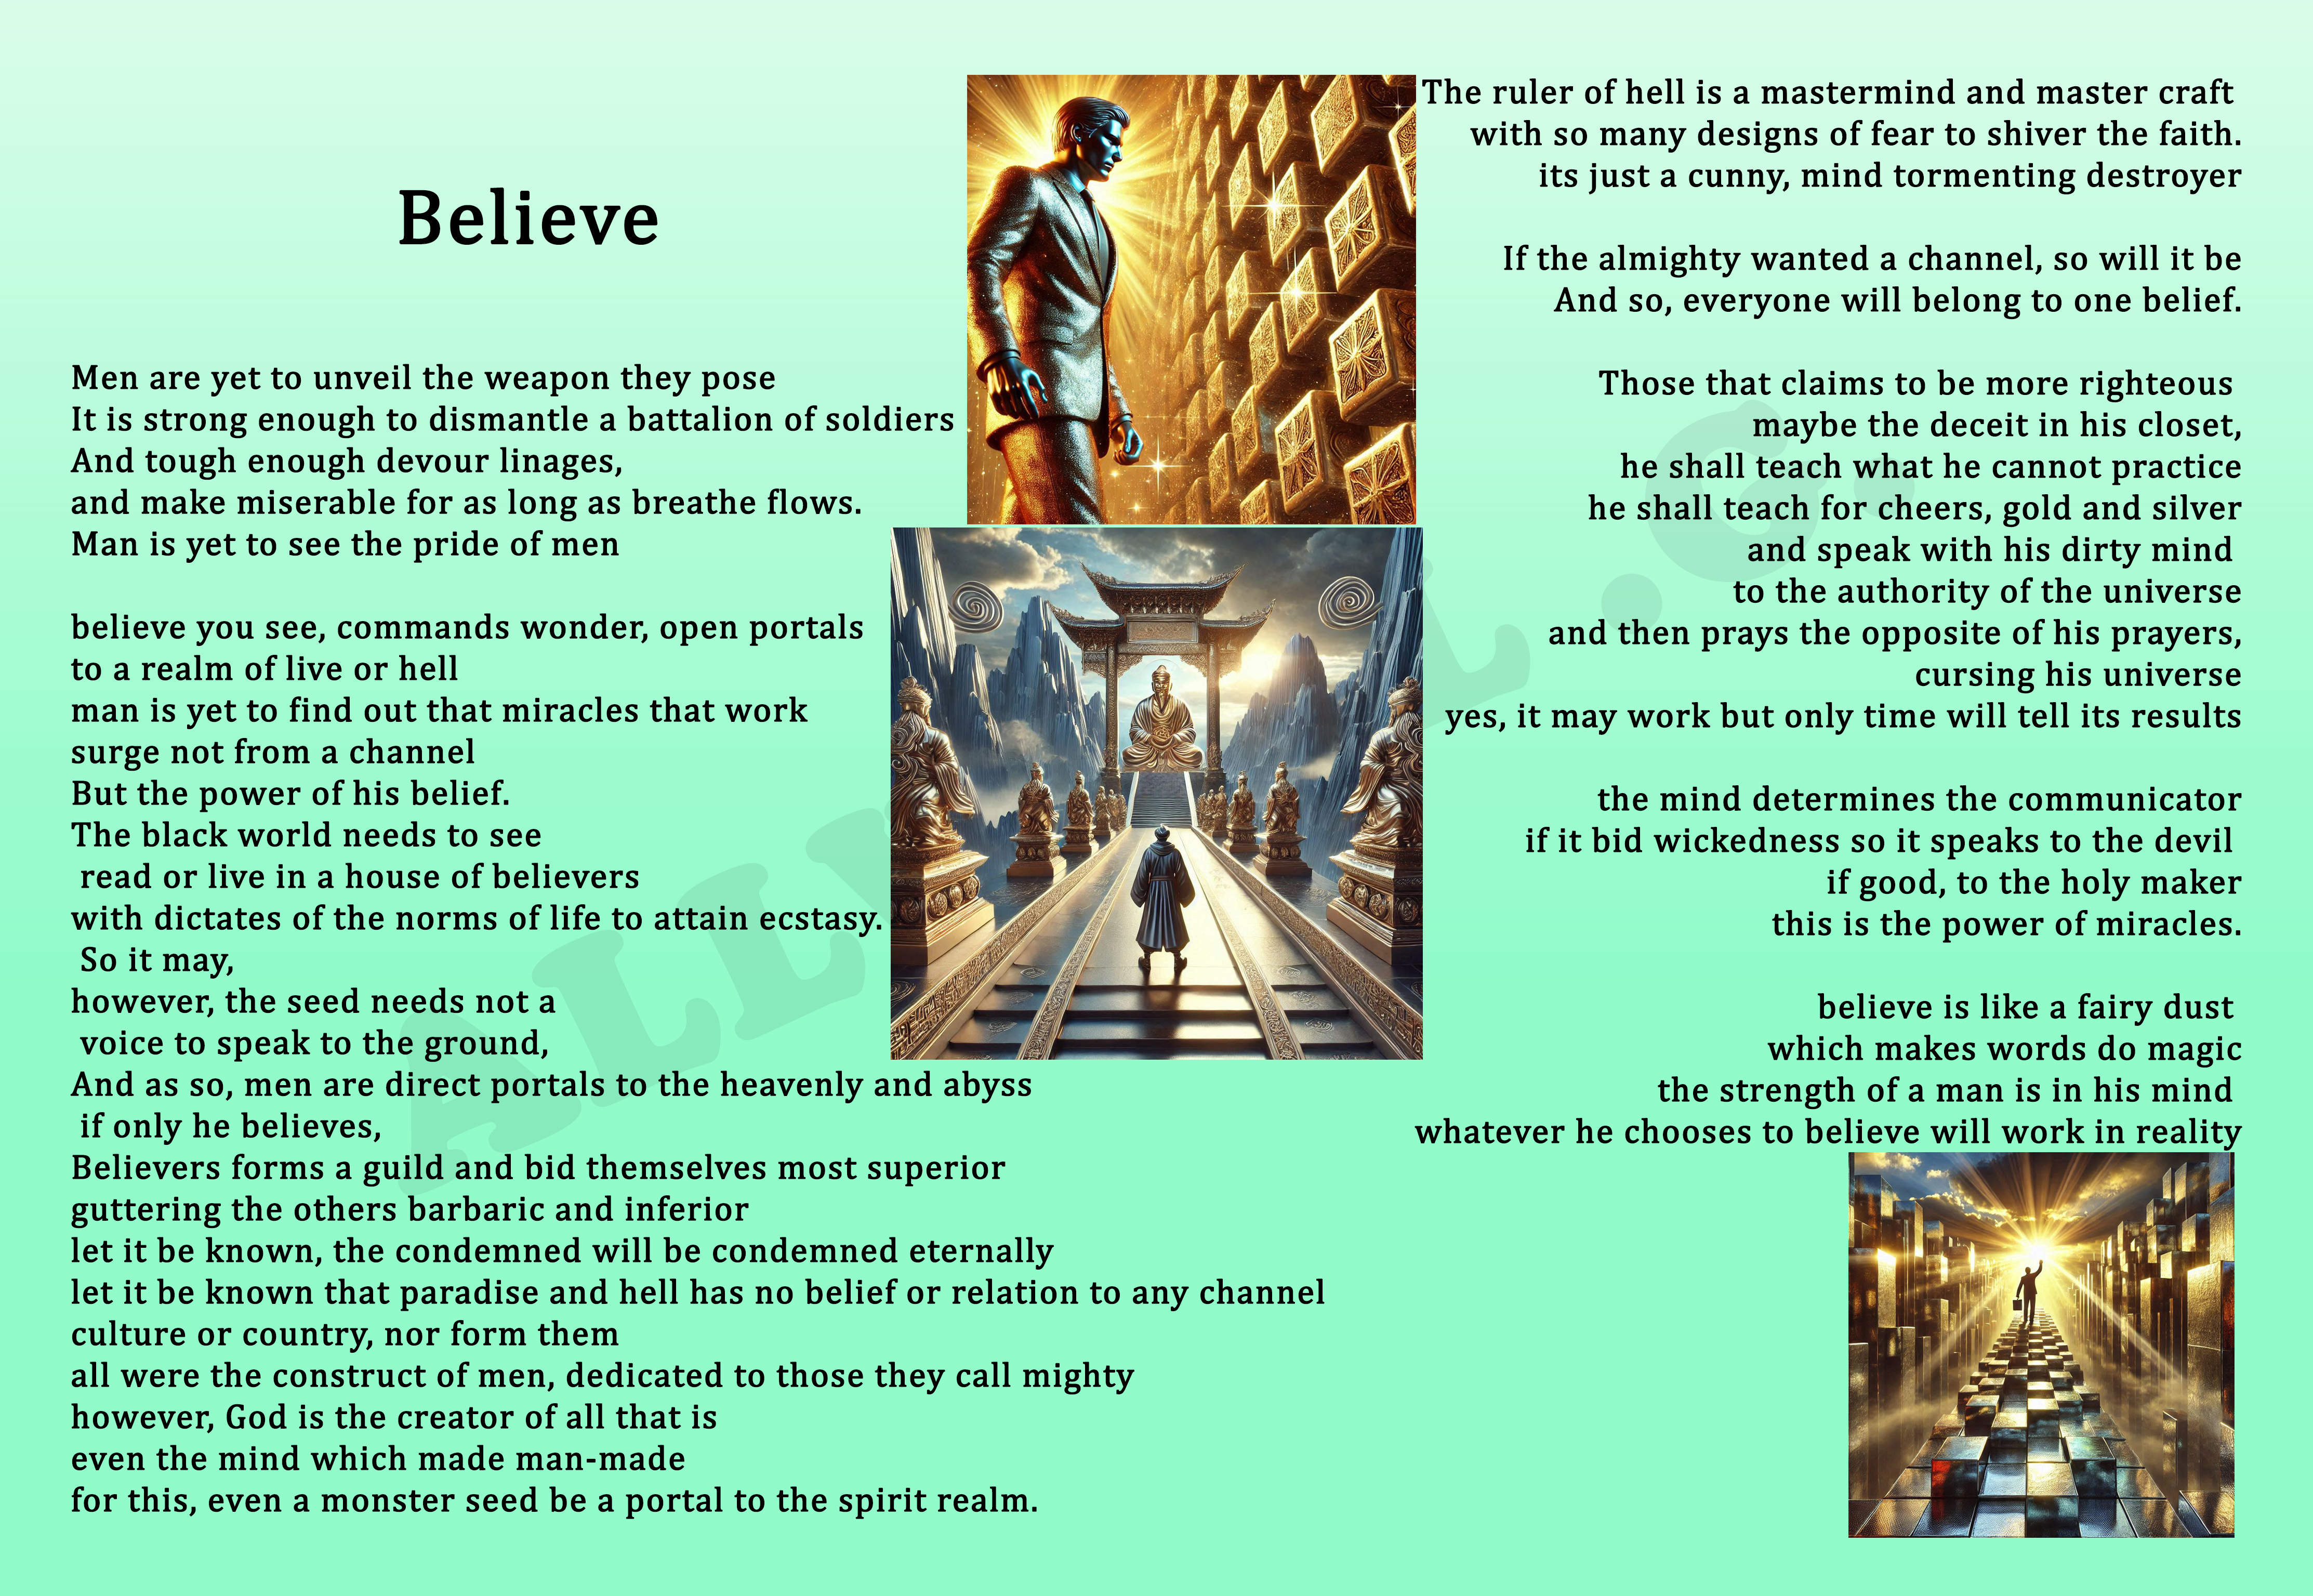 Believe
Men are yet to unveil the weapon they pose
It is strong enough to dismantle a battalion of soldiers
And tough enough devour linages,
and make miserable for as long as breathe flows.
Man is yet to see the pride of men
believe you see, commands wonder, open portals
to a realm of live or hell
man is yet to find out that miracles that work
surge not from a channel
But the power of his belief.
The black world needs to see
read or live in a house of believers
with dictates of the norms of life to attain ecstasy.
So it may,
however, the seed needs not a
voice to speak to the ground,
And as so, men are direct portals to the heavenly and abyss
if only he believes,
Believers forms a guild and bid themselves most superior
guttering the others barbaric and inferior
let it be known, the condemned will be condemned eternally
let it be known that paradise and hell has no belief or relation to any channel
culture or country, nor form them
all were the construct of men, dedicated to those they call mighty
however, God is the creator of all that is
even the mind which made man-made
for this, even a monster seed be a portal to the spirit realm.
The ruler of hell is a mastermind and master craft
with so many designs of fear to shiver the faith.
its just a cunny, mind tormenting destroyer
If the almighty wanted a channel, so will it be
And so, everyone will belong to one belief.
Those that claims to be more righteous
maybe the deceit in his closet,
he shall teach what he cannot practice
he shall teach for cheers, gold and silver
and speak with his dirty mind
to the authority of the universe
and then prays the opposite of his prayers,
cursing his universe
yes, it may work but only time will tell its results
the mind determines the communicator
if it bid wickedness so it speaks to the devil
if good, to the holy maker
this is the power of miracles.
believe is like a fairy dust
which makes words do magic
the strength of a man is in his mind
whatever he chooses to believe will work in reality